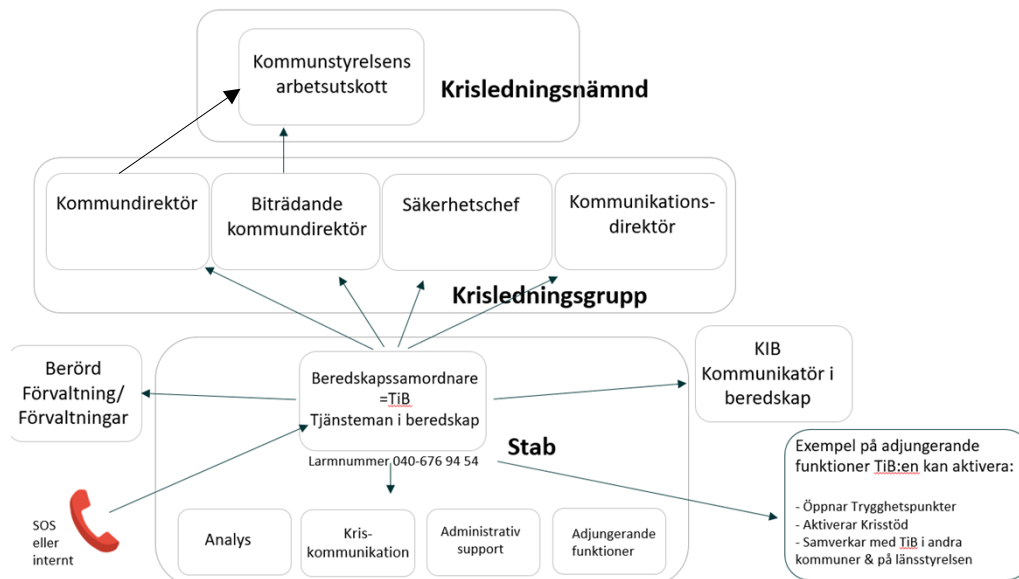 Kommunstyrelsens
arbetsutskott
Krisledningsnämnd
Kommundirektör
Biträdande
kommundirektör
Säkerhetschef
Kommunikations-
direktör
Krisledningsgrupp
Berörd
Förvaltning/
Förvaltningar
Beredskapssamordnare
=TiB
Tjänsteman i beredskap
Larmnummer 040-676 94 54
Stab
KIB
Kommunikatör i
beredskap
SOS
eller
internt
Analys
Kris-
kommunikation
Administrativ
support
Adjungerande
funktioner
Exempel på adjungerande
funktioner TiB:en kan aktivera:
- Öppnar Trygghetspunkter
- Aktiverar Krisstöd
- Samverkar med TiB i andra
kommuner & på länsstyrelsen